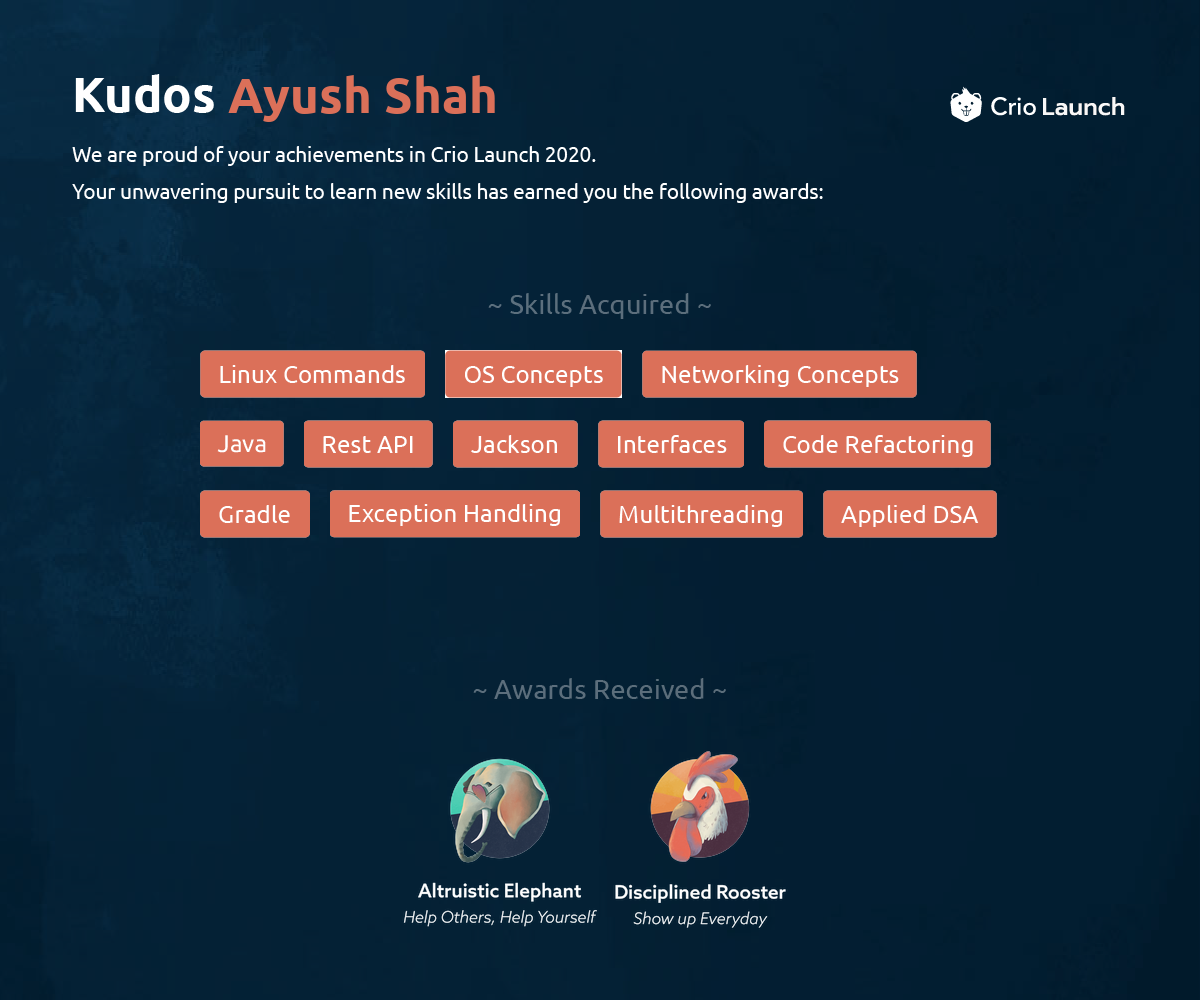 Kudos Ayush Shah
Crio Launch
We are proud of your achievements in Crio Launch 2020.
Your unwavering pursuit to learn new skills has earned you the following awards:
~ Skills Acquired ~
Linux Commands OS Concepts Networking Concepts
Java Rest API Jackson Interfaces Code Refactoring
Gradle Exception Handling Multithreading Applied DSA
~ Awards Received ~
Altruistic Elephant Disciplined Rooster
Help Others, Help Yourself Show up Everyday